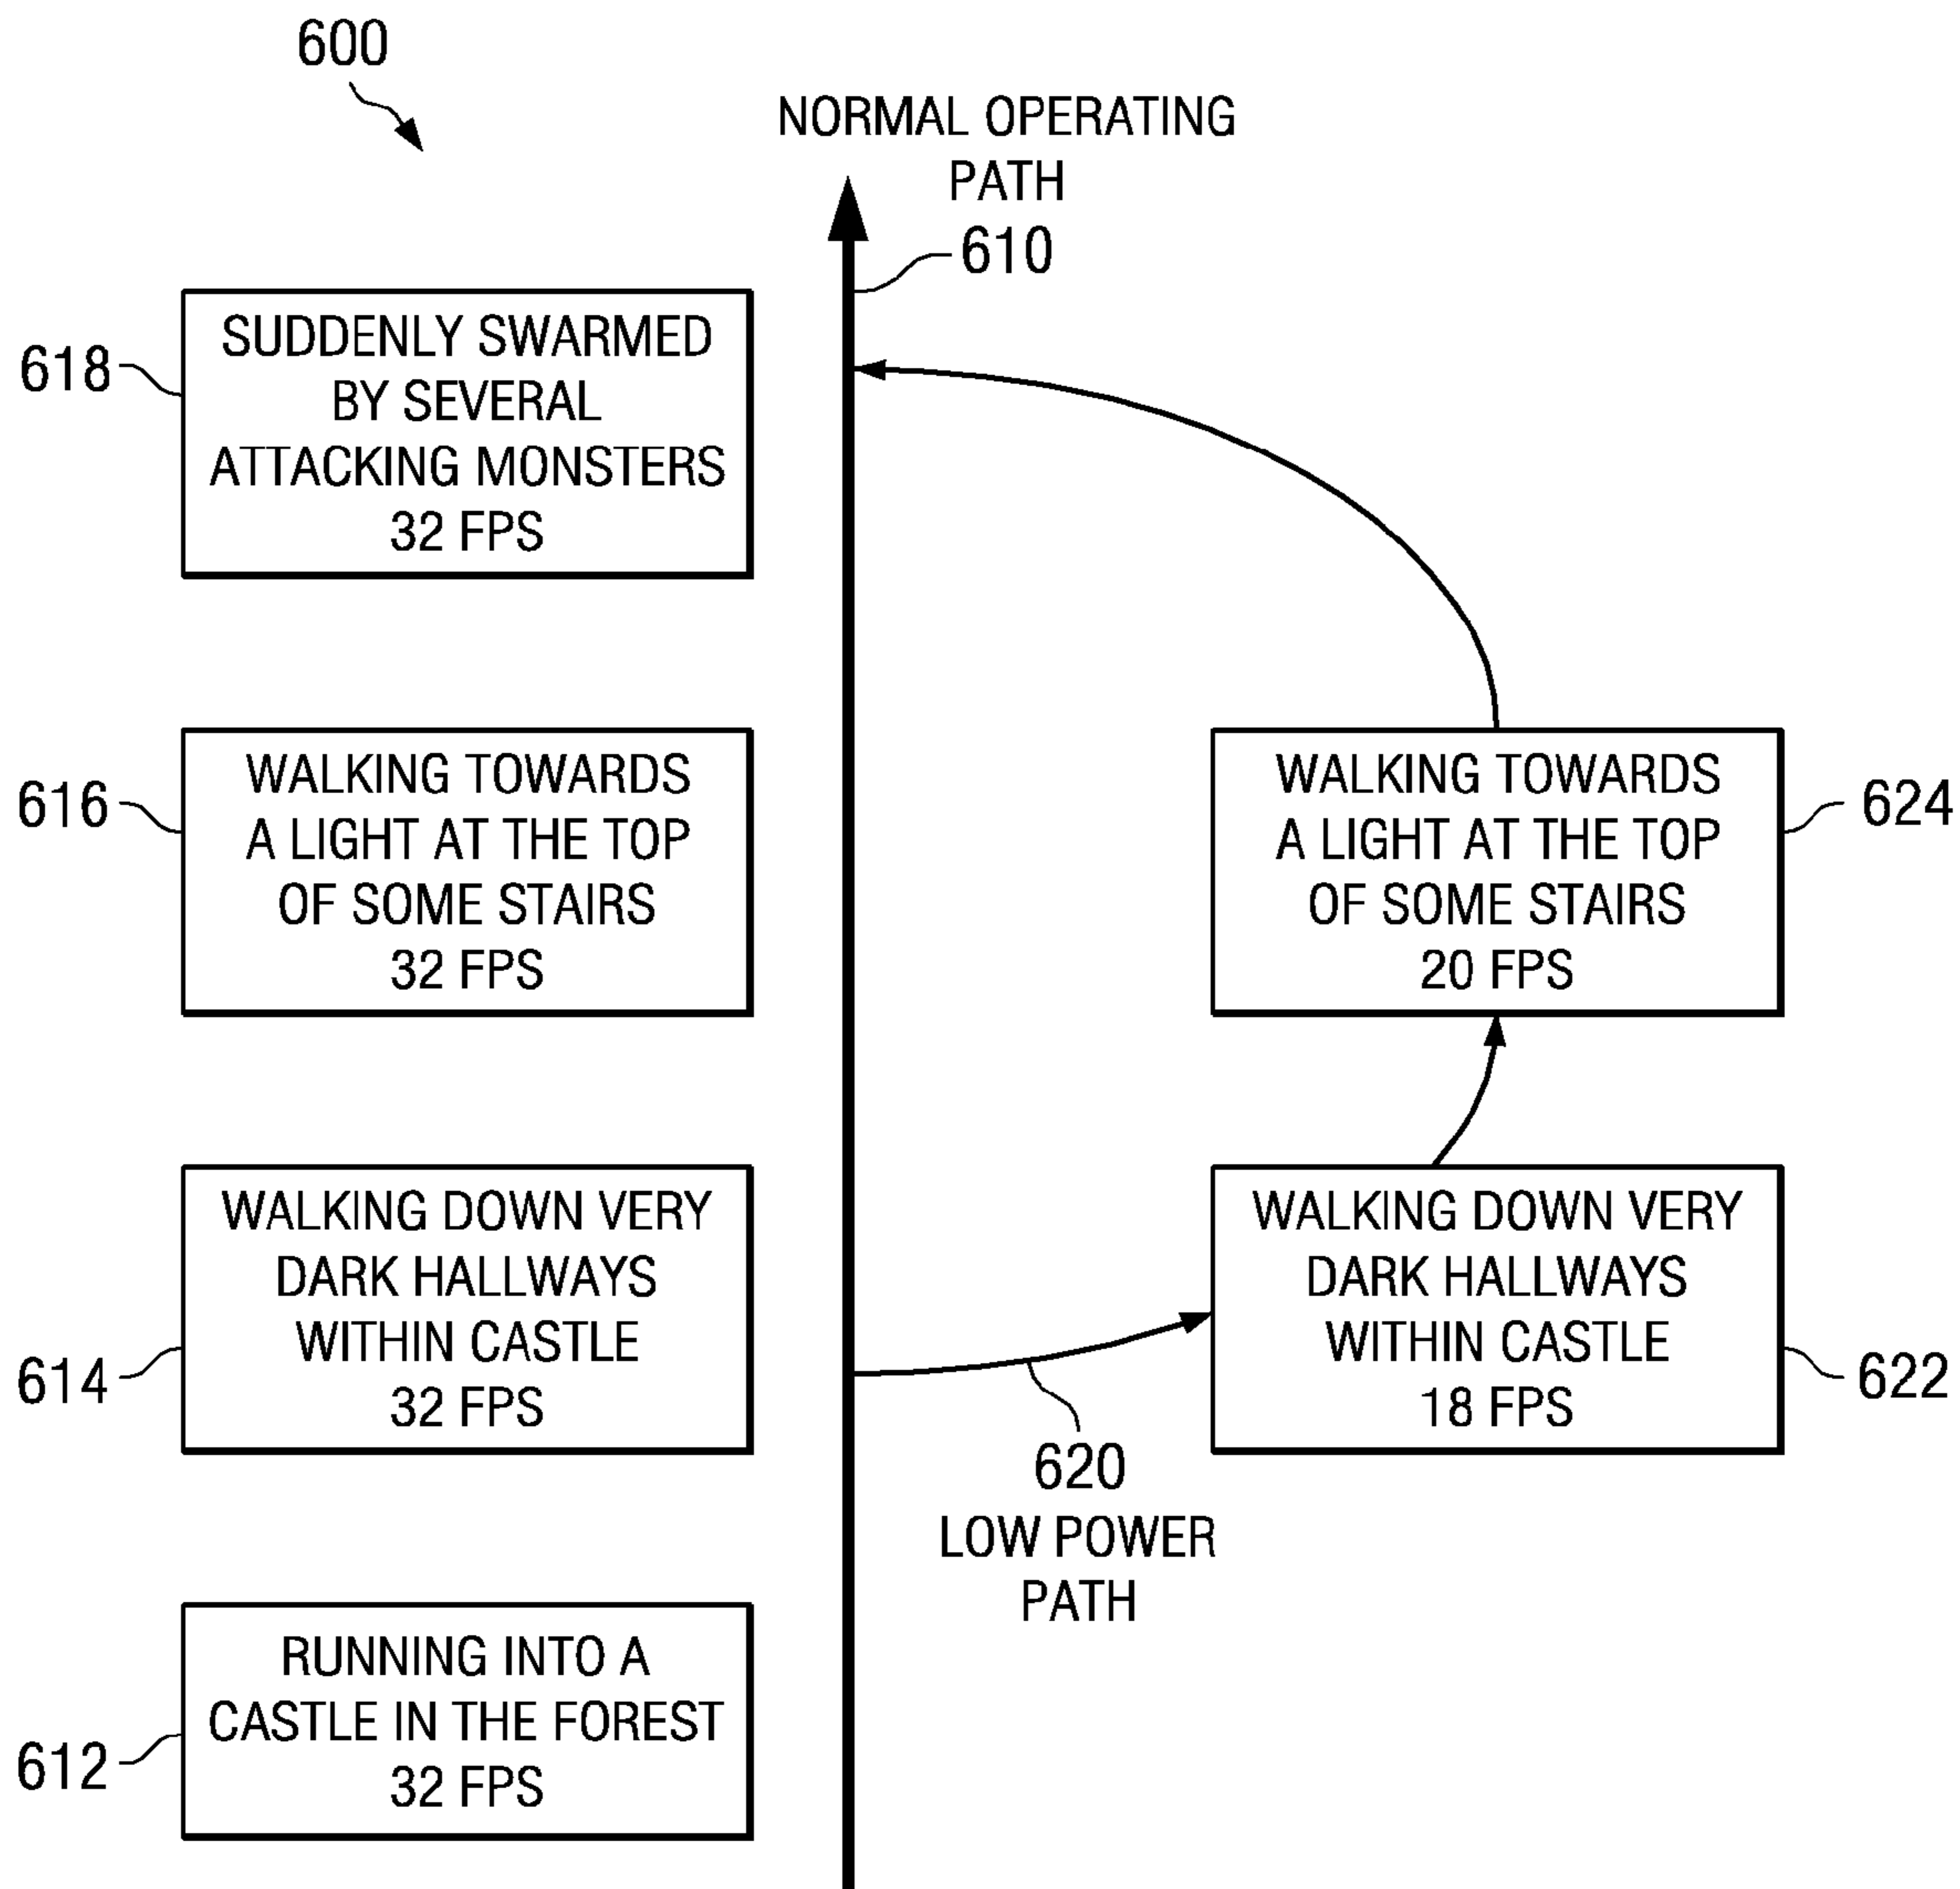 600
NORMAL OPERATING
PATH
610
618
SUDDENLY SWARMED
BY SEVERAL
ATTACKING MONSTERS
32 FPS
616
WALKING TOWARDS
A LIGHT AT THE TOP
OF SOME STAIRS
32 FPS
WALKING TOWARDS
A LIGHT AT THE TOP
OF SOME STAIRS
20 FPS
624
614
WALKING DOWN VERY
DARK HALLWAYS
WITHIN CASTLE
32 FPS
WALKING DOWN VERY
DARK HALLWAYS
WITHIN CASTLE
18 FPS
622
620
LOW POWER
PATH
612
RUNNING INTO A
CASTLE IN THE FOREST
32 FPS